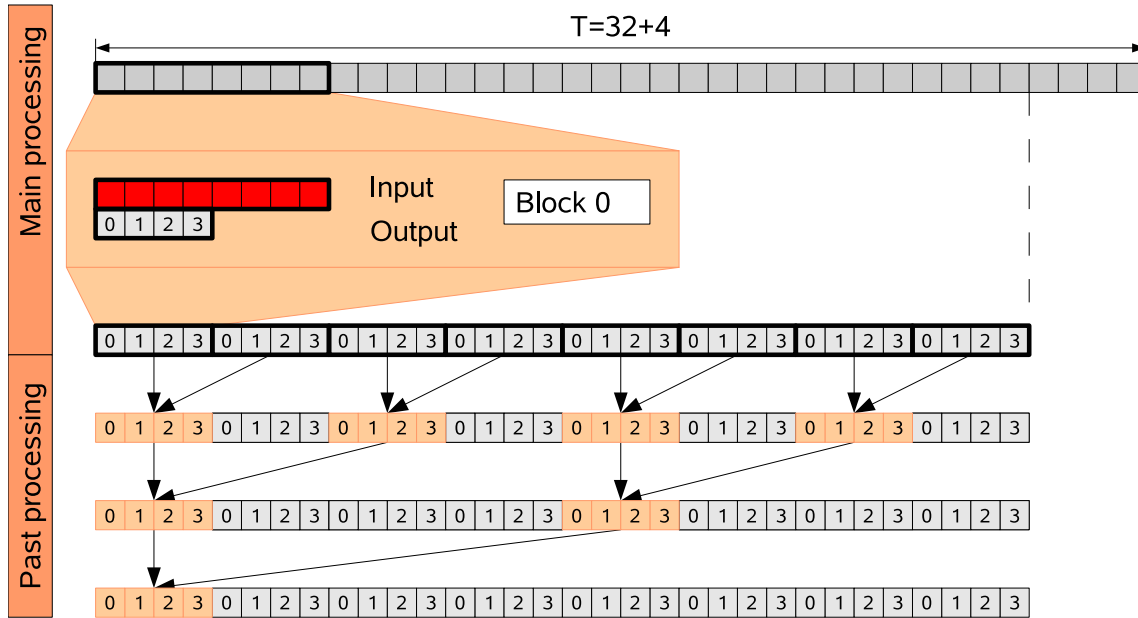 T=32+4
Main processing
Input
Block 0
0 1 2 3
Output
0 1 2 3 0 1 2 3 0 1 2 3 0 1 2 3 0 1 2 3 0 1 2 3 0 1 2 3 0 1 2 3
Past processing
0 1 2 3 0 1 2 3 0 1 2 3 0 1 2 3 0 1 2 3 0 1 2 3 0 1 2 3 0 1 2 3
0 1 2 3 0 1 2 3 0 1 2 3 0 1 2 3 0 1 2 3 0 1 2 3 0 1 2 3 0 1 2 3
0 1 2 3 0 1 2 3 0 1 2 3 0 1 2 3 0 1 2 3 0 1 2 3 0 1 2 3 0 1 2 3